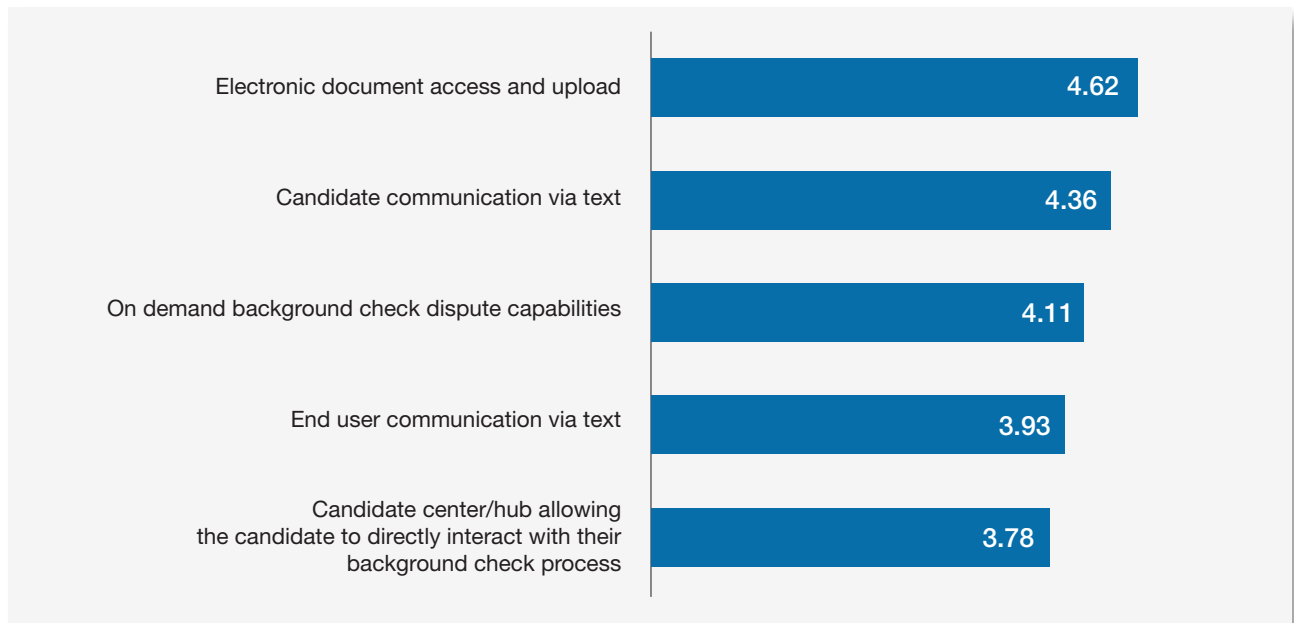 Electronic document access and upload
4.62
Candidate communication via text
4.36
On demand background check dispute capabilities
4.11
End user communication via text
3.93
Candidate center/hub allowing
the candidate to directly interact with their
background check process
3.78